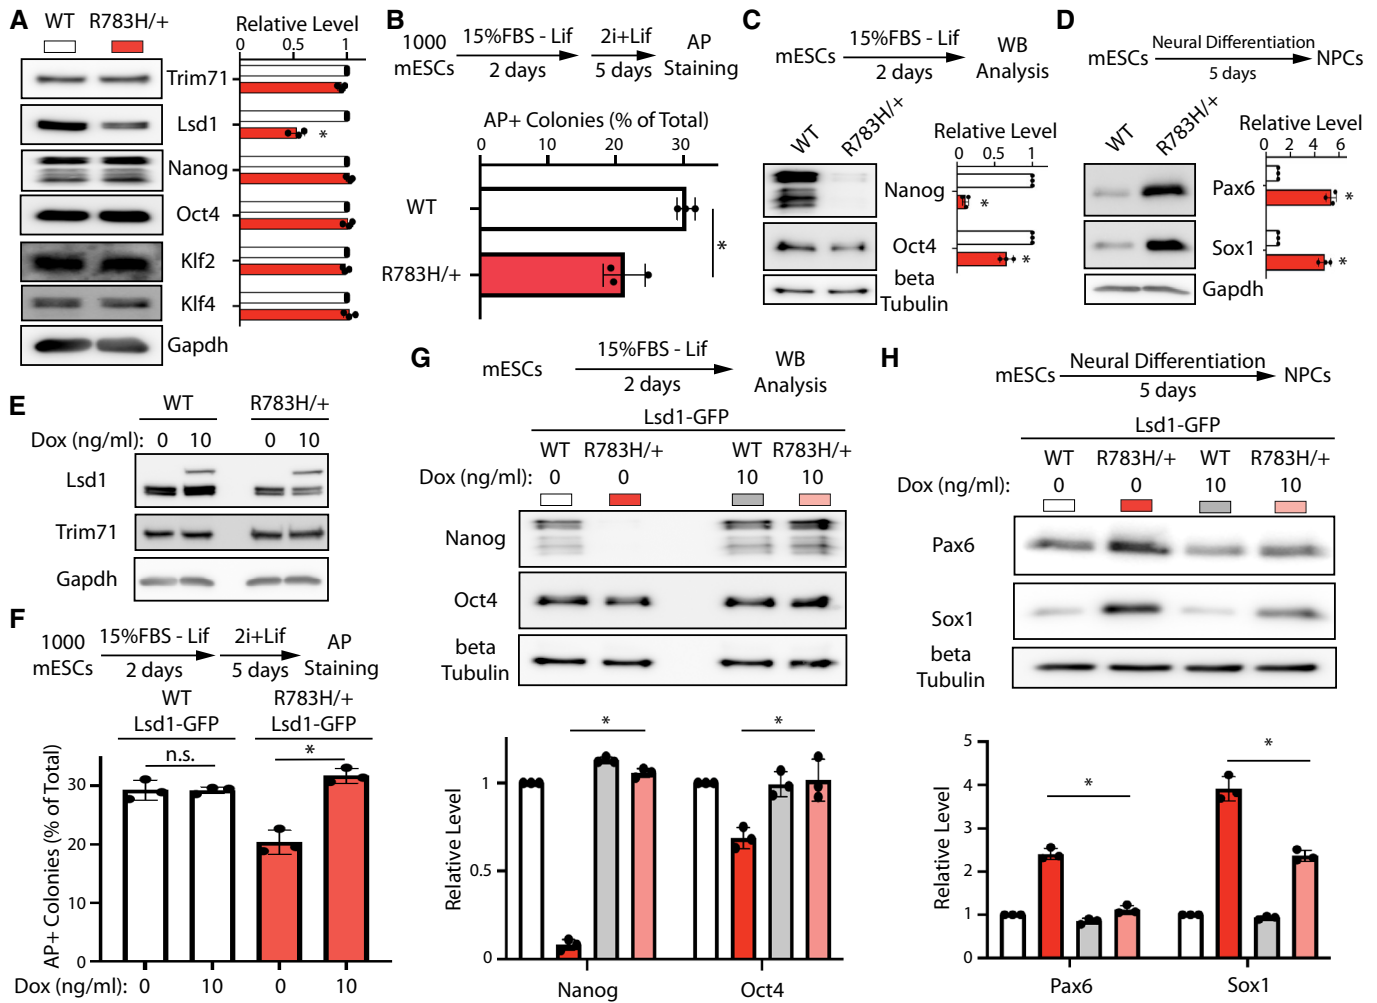 A
WT R783H/+
Relative Level
0 0.5 1
Trim71
Lsd1
*
Nanog
Oct4
Klf2
Klf4
Gapdh
B
1000 mESCs
15%FBS - Lif
2 days
2i+Lif
5 days
AP Staining
AP+ Colonies (% of Total)
0 10 20 30
WT
R783H/+
*
C
mESCs
15%FBS - Lif
2 days
WB Analysis
WT R783H/+
Relative Level
0 0.5 1
Nanog
*
Oct4
*
beta Tubulin
D
mESCs
Neural Differentiation
5 days
NPCs
WT R783H/+
Relative Level
0 2 4 6
Pax6
*
Sox1
*
Gapdh
E
WT R783H/+
Dox (ng/ml): 0 10 0 10
Lsd1
Trim71
Gapdh
F
1000 mESCs
15%FBS - Lif
2 days
2i+Lif
5 days
AP Staining
WT Lsd1-GFP
R783H/+ Lsd1-GFP
n.s.
*
AP+ Colonies (% of Total)
30
20
10
0
Dox (ng/ml): 0 10 0 10
G
mESCs
15%FBS - Lif
2 days
WB Analysis
Lsd1-GFP
WT R783H/+ WT R783H/+
Dox (ng/ml): 0 0 10 10
Nanog
Oct4
beta Tubulin
* *
Relative Level
1
0.5
0
Nanog Oct4
H
mESCs
Neural Differentiation
5 days
NPCs
Lsd1-GFP
WT R783H/+ WT R783H/+
Dox (ng/ml): 0 0 10 10
Pax6
Sox1
beta Tubulin
*
*
Relative Level
5
4
3
2
1
0
Pax6 Sox1